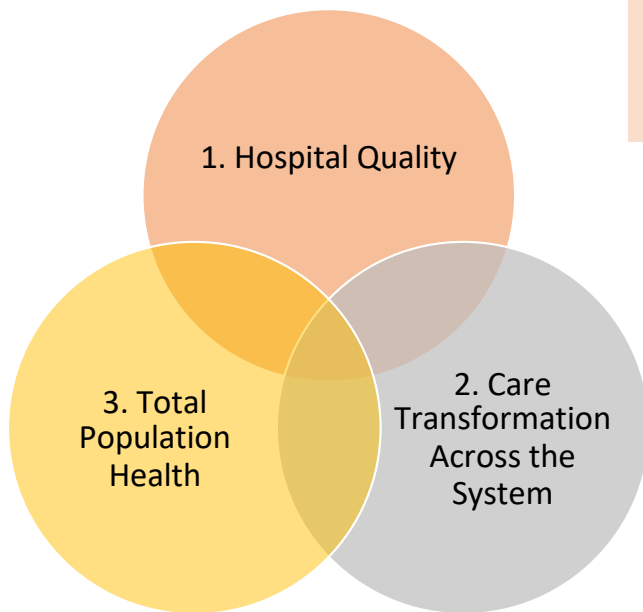 1. Hospital Quality
2. Care
Transformation
Across the
System
3. Total
Population
Health